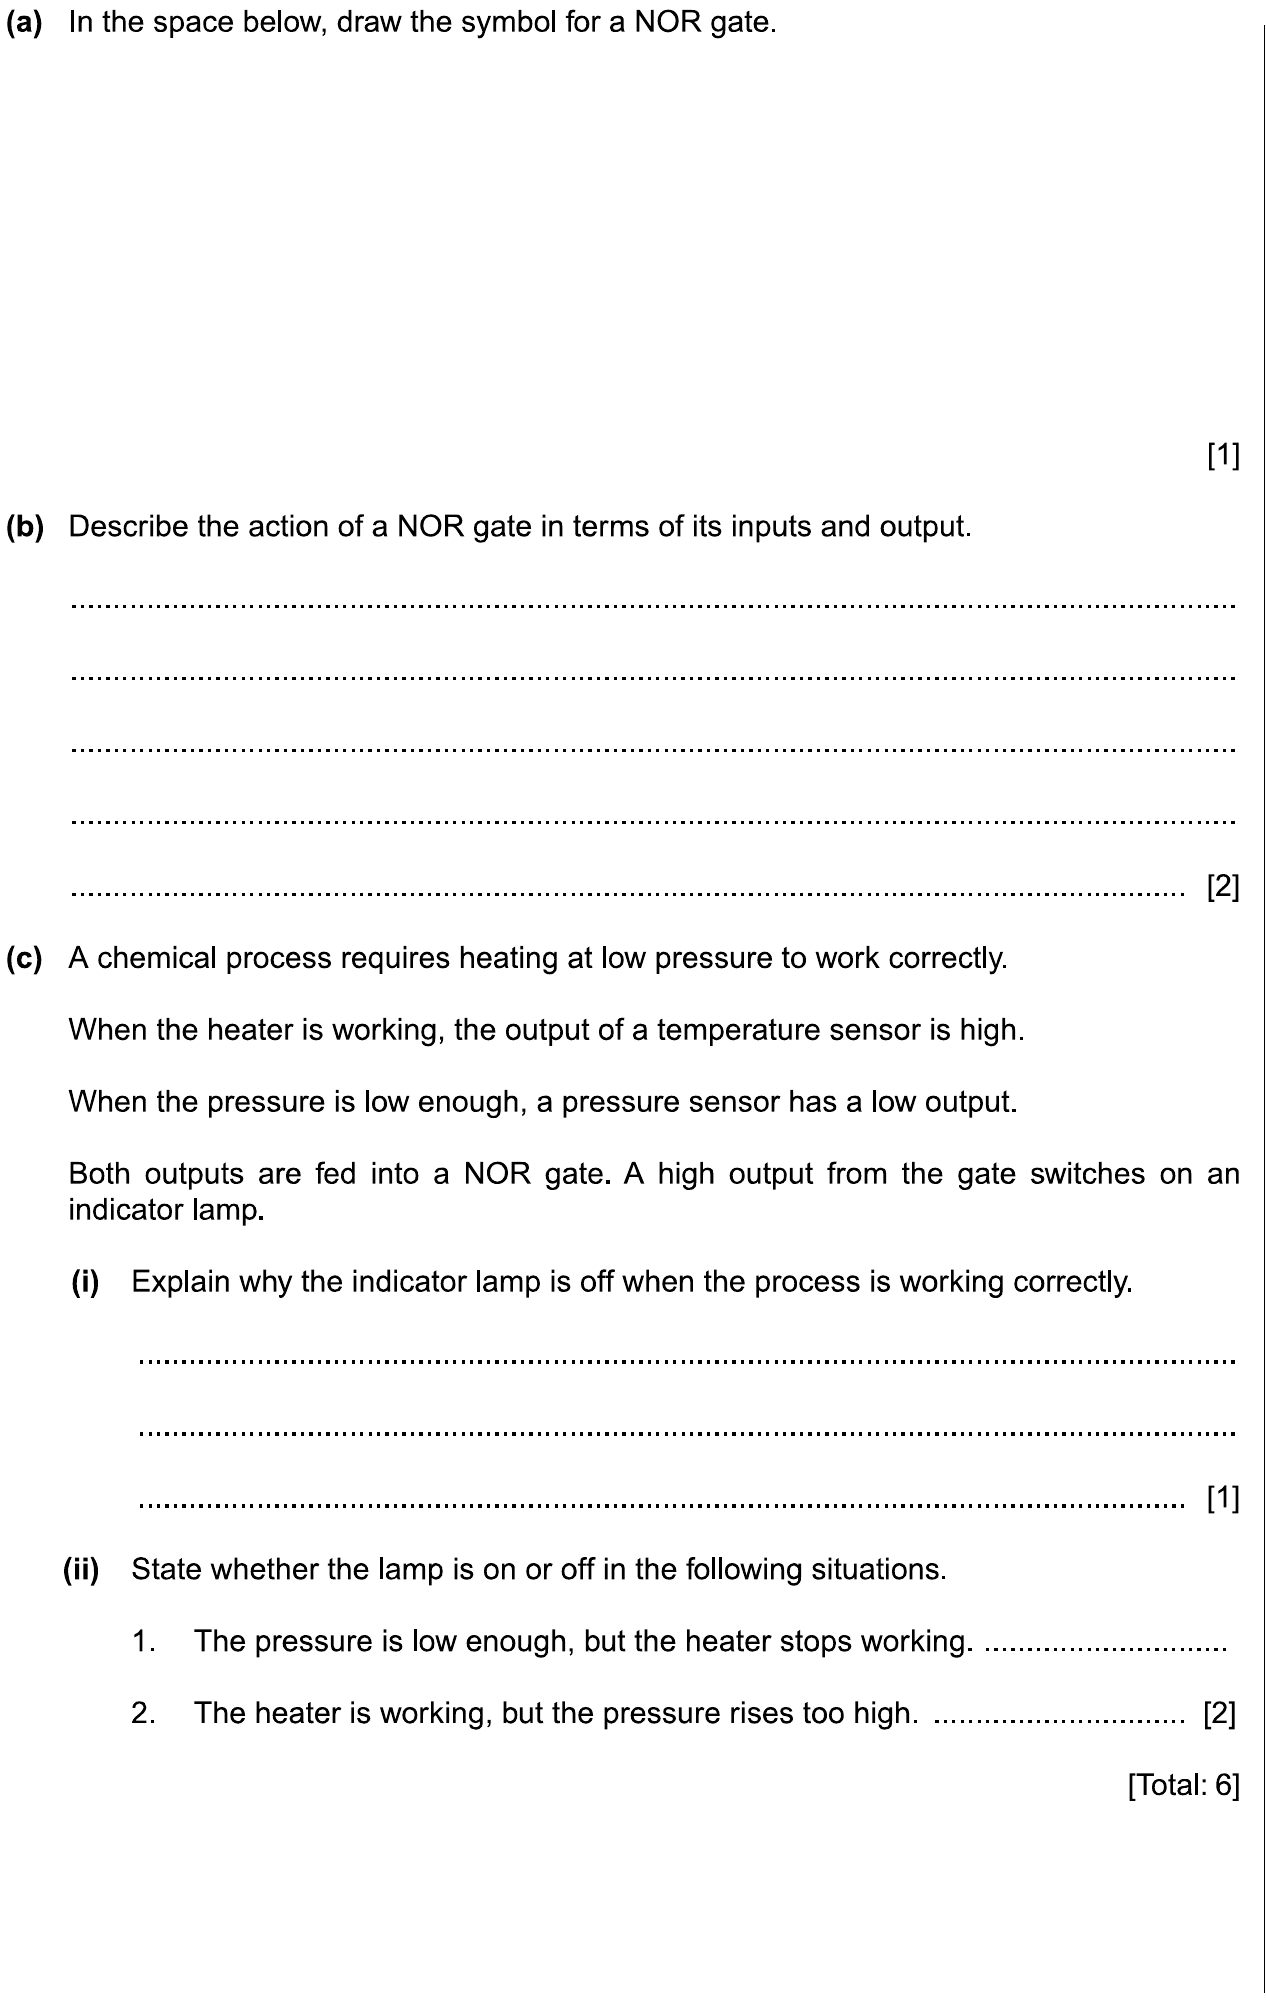 (a) In the space below, draw the symbol for a NOR gate.
[1]
(b) Describe the action of a NOR gate in terms of its inputs and output.
..........................................................................................................................................
..........................................................................................................................................
..........................................................................................................................................
..........................................................................................................................................
.................................................................................................................................... [2]
(c) A chemical process requires heating at low pressure to work correctly.
When the heater is working, the output of a temperature sensor is high.
When the pressure is low enough, a pressure sensor has a low output.
Both outputs are fed into a NOR gate. A high output from the gate switches on an
indicator lamp.
(i) Explain why the indicator lamp is off when the process is working correctly.
..................................................................................................................................
..................................................................................................................................
............................................................................................................................ [1]
(ii) State whether the lamp is on or off in the following situations.
1. The pressure is low enough, but the heater stops working. .............................
2. The heater is working, but the pressure rises too high. .............................. [2]
[Total: 6]